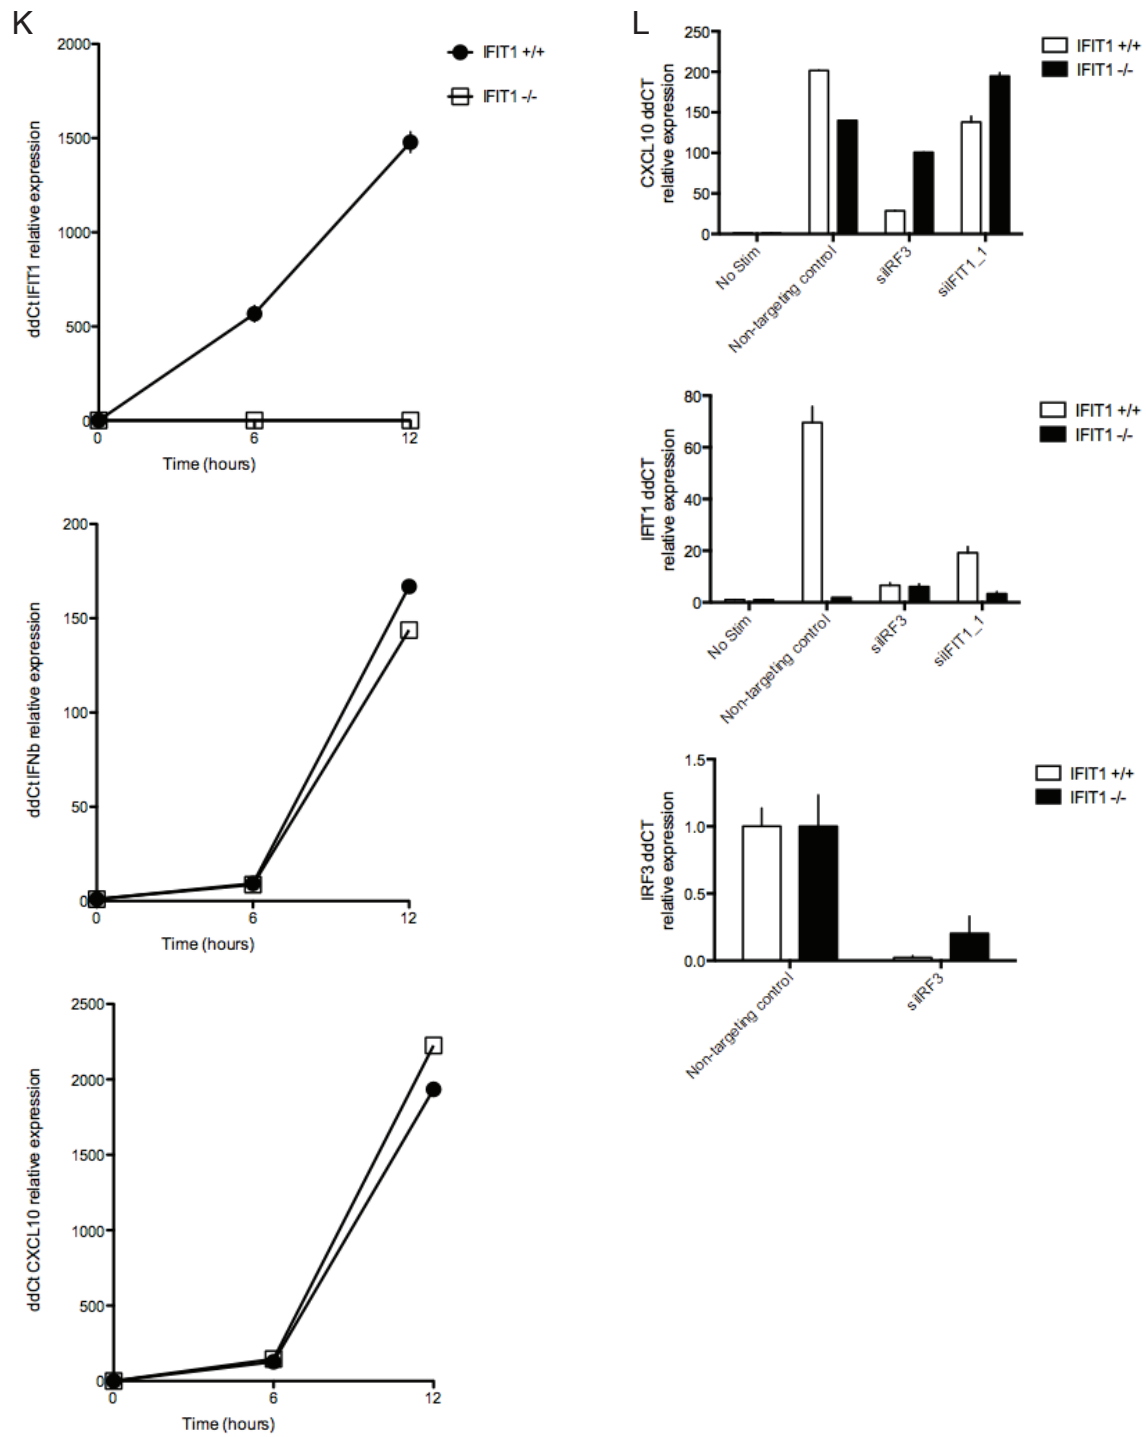 K
2000
1500
1000
500
0
0
6
12
Time (hours)
ddCt IFIT1 relative expression
IFIT1 +/+
IFIT1 -/-
200
150
100
50
0
0
6
12
Time (hours)
ddCt IFNb relative expression
2500
2000
1500
1000
500
0
0
6
12
Time (hours)
ddCt CXCL10 relative expression
L
250
200
150
100
50
0
CXCL10 ddCT
relative expression
IFIT1 +/+
IFIT1 -/-
No Stim
Non-targeting control
siIRF3
siIFIT1_1
80
60
40
20
0
IFIT1 ddCT
relative expression
IFIT1 +/+
IFIT1 -/-
No Stim
Non-targeting control
siIRF3
siIFIT1_1
1.5
1.0
0.5
0.0
IRF3 ddCT
relative expression
IFIT1 +/+
IFIT1 -/-
Non-targeting control
siIRF3